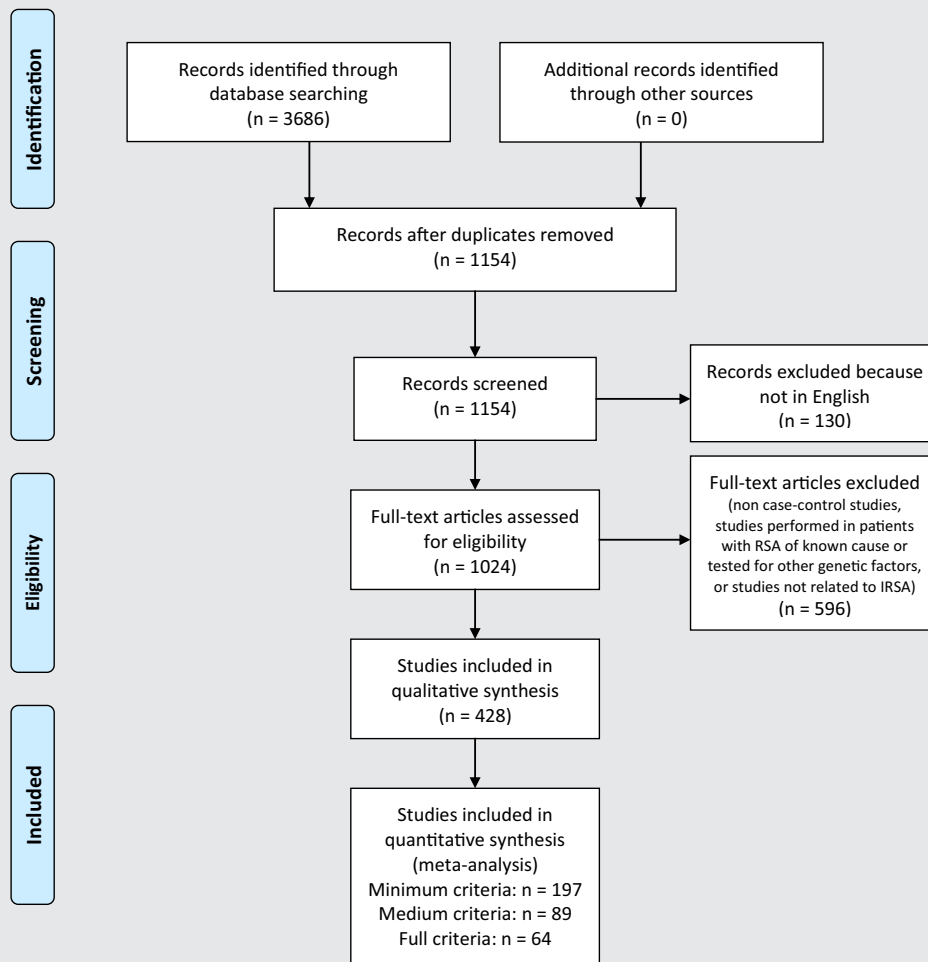 Identification
Records identified through
database searching
(n = 3686)
Additional records identified
through other sources
(n = 0)
Records after duplicates removed
(n = 1154)
Screening
Records screened
(n = 1154)
Records excluded because
not in English
(n = 130)
Eligibility
Full-text articles assessed
for eligibility
(n = 1024)
Full-text articles excluded
(non case-control studies,
studies performed in patients
with RSA of known cause or
tested for other genetic factors,
or studies not related to IRSA)
(n = 596)
Studies included in
qualitative synthesis
(n = 428)
Included
Studies included in
quantitative synthesis
(meta-analysis)
Minimum criteria: n = 197
Medium criteria: n = 89
Full criteria: n = 64